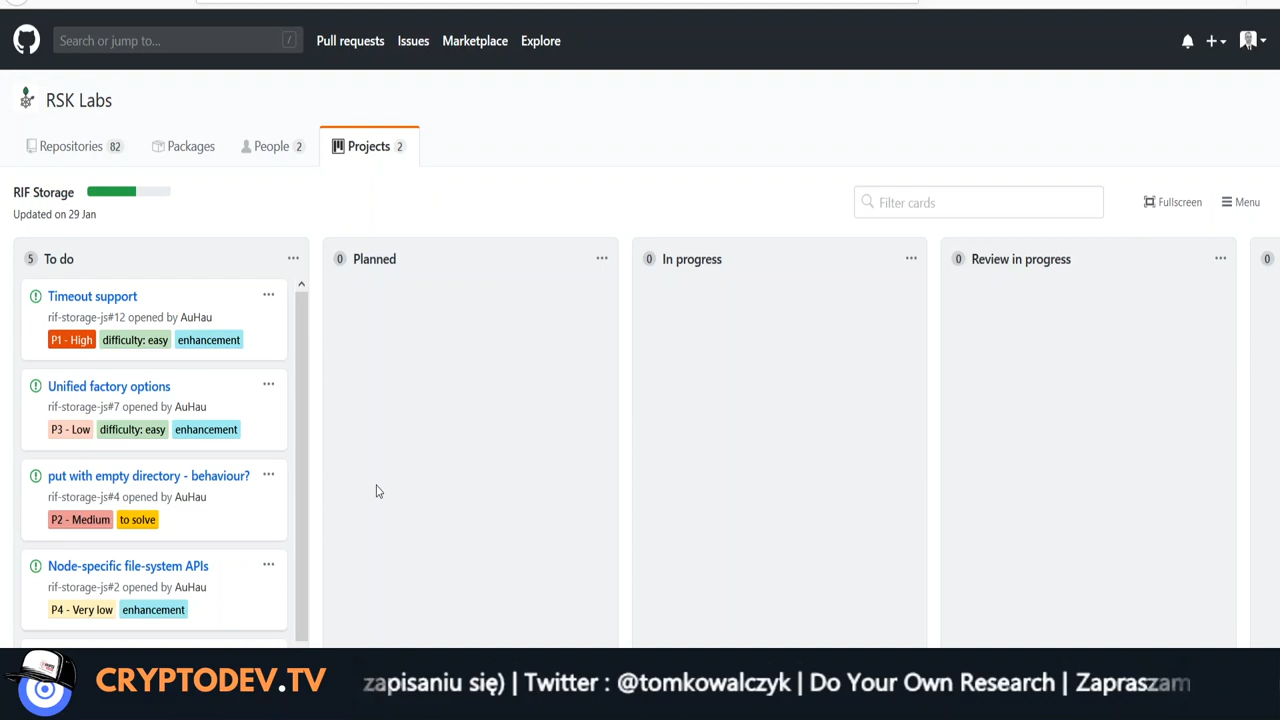 Search or jump to... /
Pull requests Issues Marketplace Explore
RSK Labs
Repositories 82 Packages People 2 Projects 2
RIF Storage
Updated on 29 Jan
Filter cards
Fullscreen Menu
5 To do
0 Planned
0 In progress
0 Review in progress
0
Timeout support
rif-storage-js#12 opened by AuHau
P1 - High difficulty: easy enhancement
Unified factory options
rif-storage-js#7 opened by AuHau
P3 - Low difficulty: easy enhancement
put with empty directory - behaviour?
rif-storage-js#4 opened by AuHau
P2 - Medium to solve
Node-specific file-system APIs
rif-storage-js#2 opened by AuHau
P4 - Very low enhancement
CRYPTODEV.TV
zapisaniu się) | Twitter : @tomkowalczyk | Do Your Own Research | Zapraszam